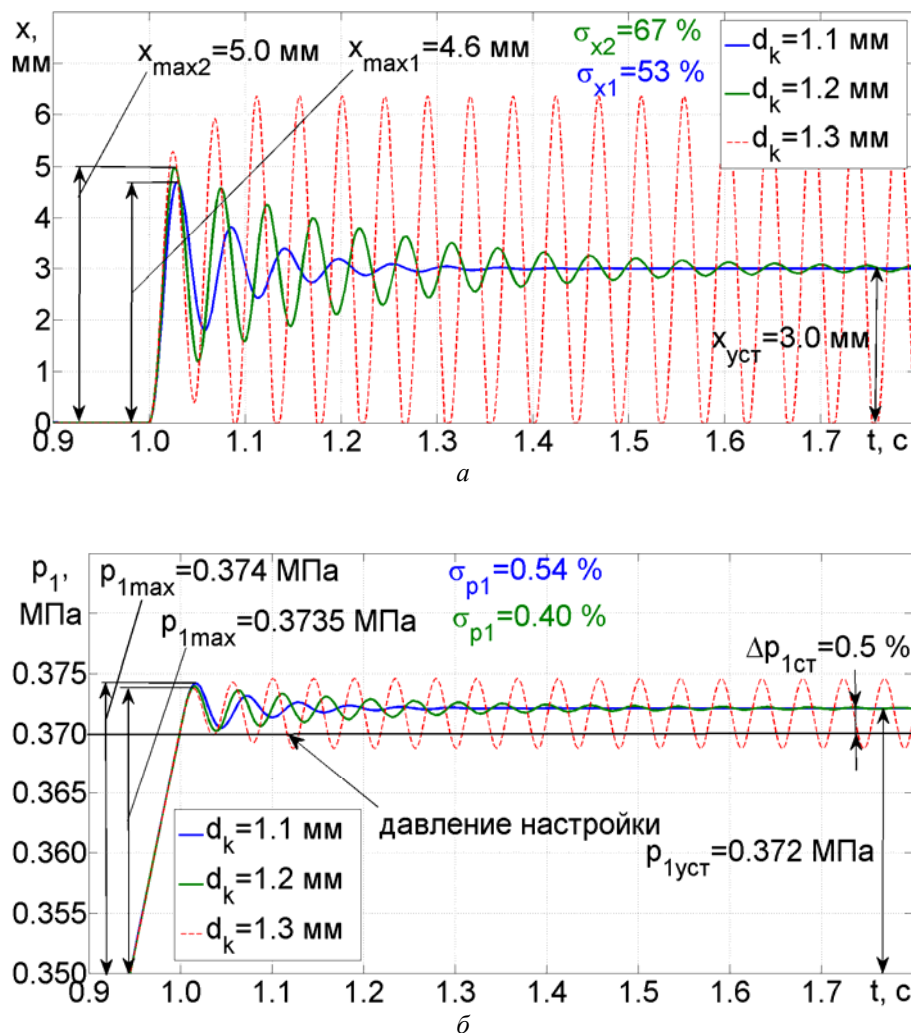 x,
мм
x_max2=5.0 мм
x_max1=4.6 мм
σ_x2=67 %
σ_x1=53 %
d_k=1.1 мм
d_k=1.2 мм
d_k=1.3 мм
6
5
4
3
2
1
0
x_уст=3.0 мм
0.9 1.0 1.1 1.2 1.3 1.4 1.5 1.6 1.7 t, c
а
p_1,
МПа
p_1max=0.374 МПа
p_1max=0.3735 МПа
σ_p1=0.54 %
σ_p1=0.40 %
Δp_1ст=0.5 %
0.375
0.370
0.365
0.360
0.355
0.350
d_k=1.1 мм
d_k=1.2 мм
d_k=1.3 мм
давление настройки
p_1уст=0.372 МПа
0.9 1.0 1.1 1.2 1.3 1.4 1.5 1.6 1.7 t, c
б